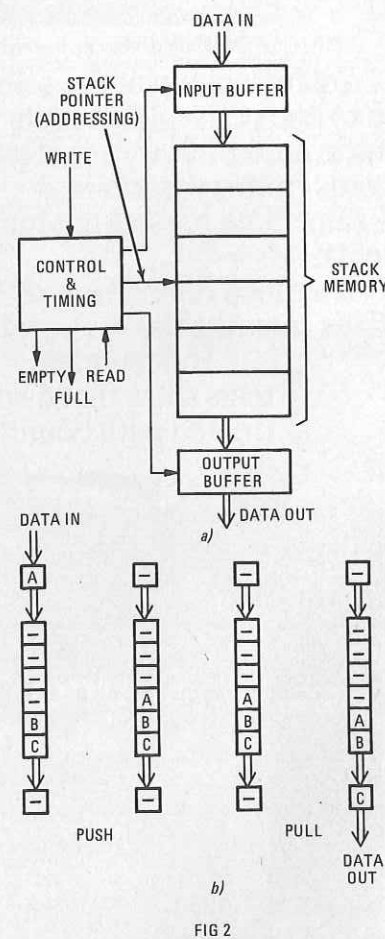 DATA IN
STACK
POINTER
(ADDRESSING)
INPUT BUFFER
WRITE
CONTROL
&
TIMING
STACK
MEMORY
EMPTY
READ
FULL
OUTPUT
BUFFER
DATA OUT
a)
DATA IN
A – – –
– – – –
– – – –
– – – –
– A A –
B B B A
C C C B
– – – C
PUSH
PULL
DATA
OUT
b)
FIG 2